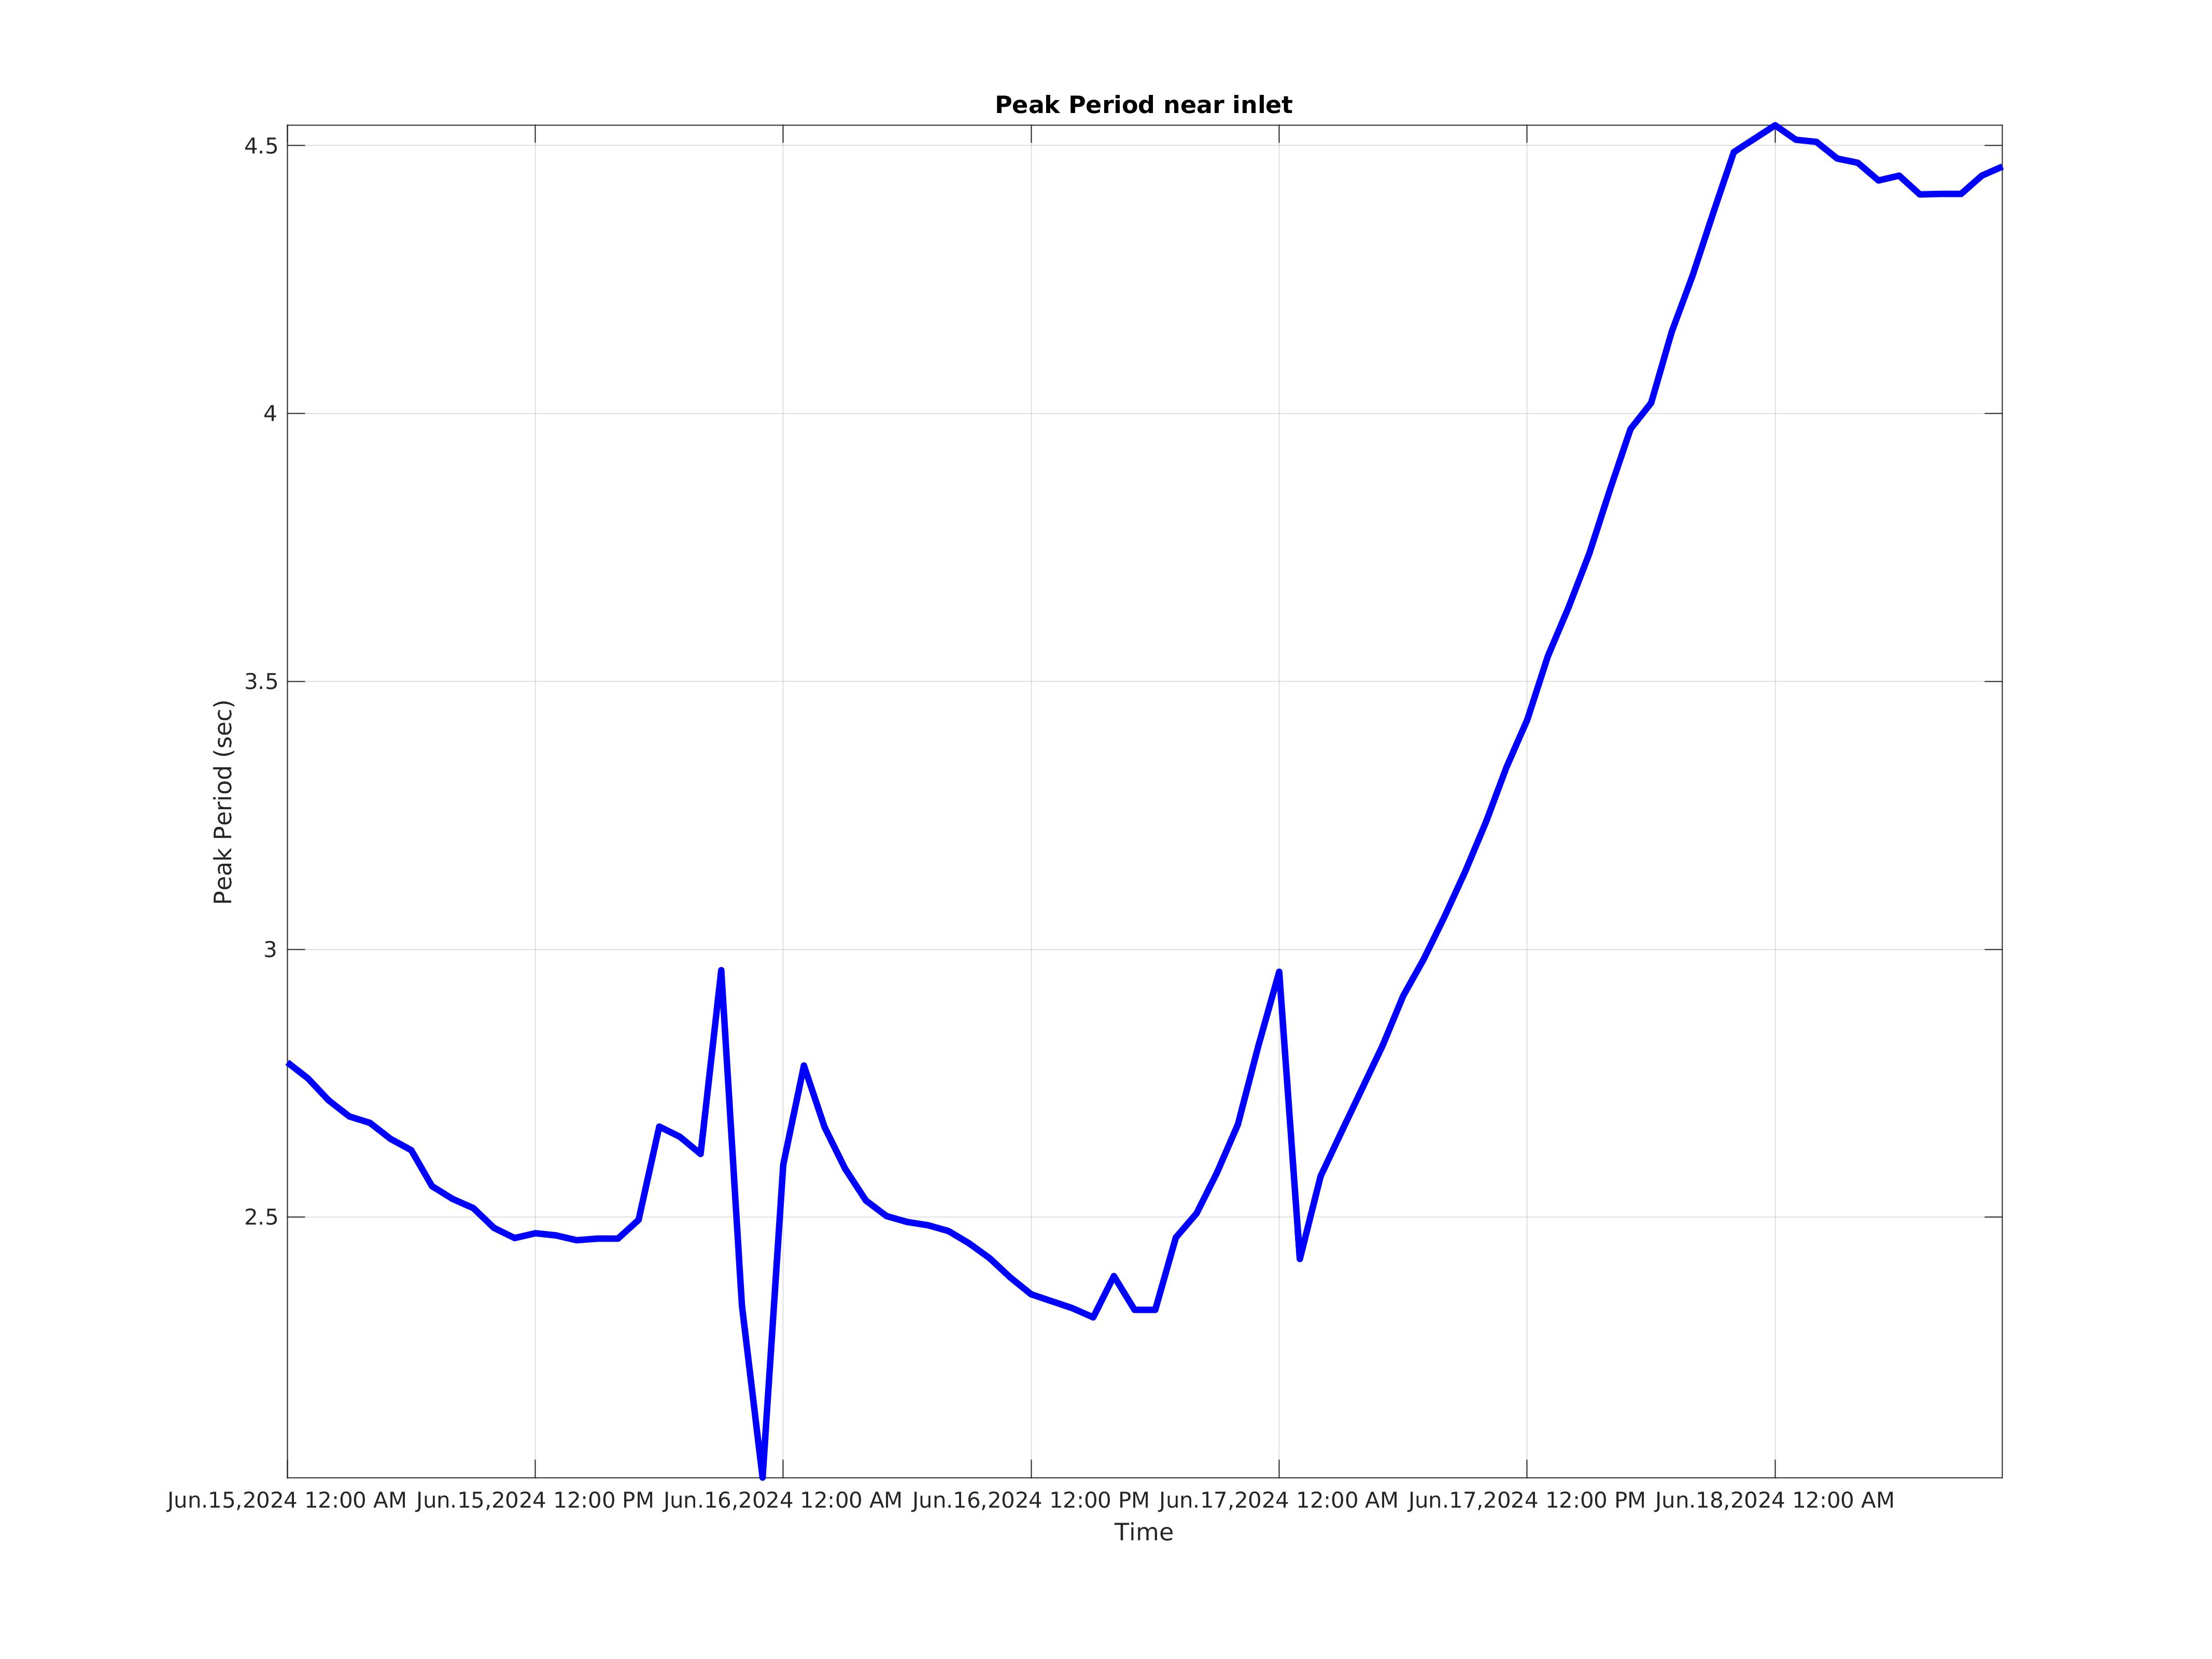 Peak Period near inlet
4.5
4
3.5
3
2.5
Peak Period (sec)
Jun.15,2024 12:00 AM Jun.15,2024 12:00 PM Jun.16,2024 12:00 AM Jun.16,2024 12:00 PM Jun.17,2024 12:00 AM Jun.17,2024 12:00 PM Jun.18,2024 12:00 AM
Time